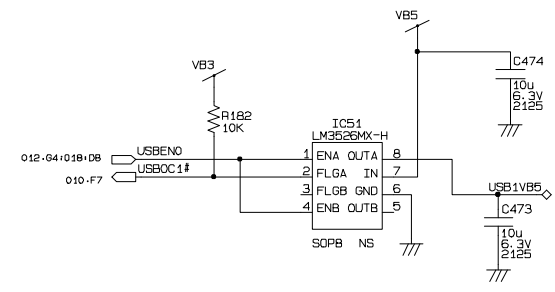 VB5
C474
10u
6.3V
2125
VB3
R182
10K
IC51
LM3526MX-H
012.G4;018;D8
USBEN0
1 ENA OUTA 8
010.F7
USBOC1#
2 FLGA IN 7
3 FLGB GND 6
4 ENB OUTB 5
SOP8 NS
USB1VB5
C473
10u
6.3V
2125